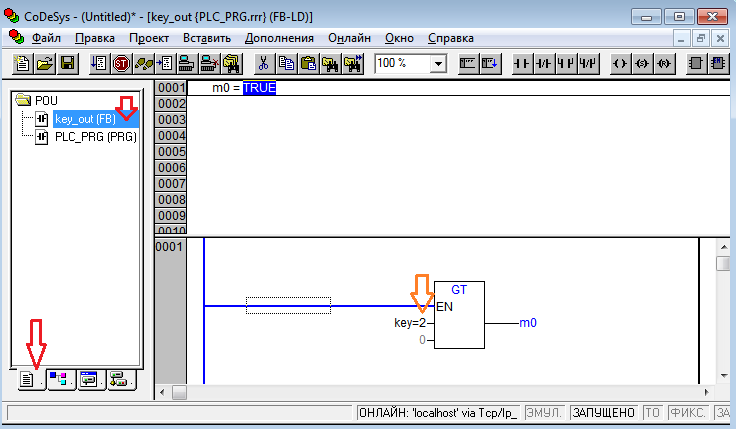 CoDeSys - (Untitled)* - [key_out {PLC_PRG.rrr} (FB-LD)]
Файл Правка Проект Вставить Дополнения Онлайн Окно Справка
STOP
100 %
POU
key_out (FB)
PLC_PRG (PRG)
0001 m0 = TRUE
0002
0003
0004
0005
0006
0007
0008
0009
0010
0001
GT
EN
key=2
m0
0
ОНЛАЙН: 'localhost' via Tcp/Ip_ ЭМУЛ. ЗАПУЩЕНО ТО ФИКС. ЗА